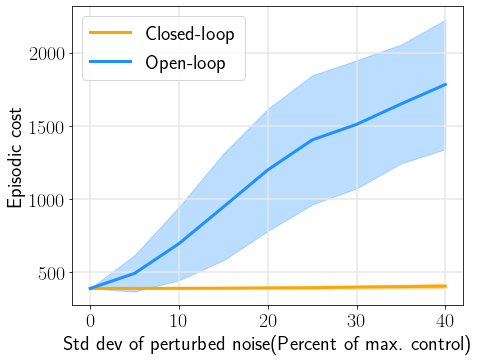 Closed-loop
Open-loop
Episodic cost
2000
1500
1000
500
0
10
20
30
40
Std dev of perturbed noise(Percent of max. control)